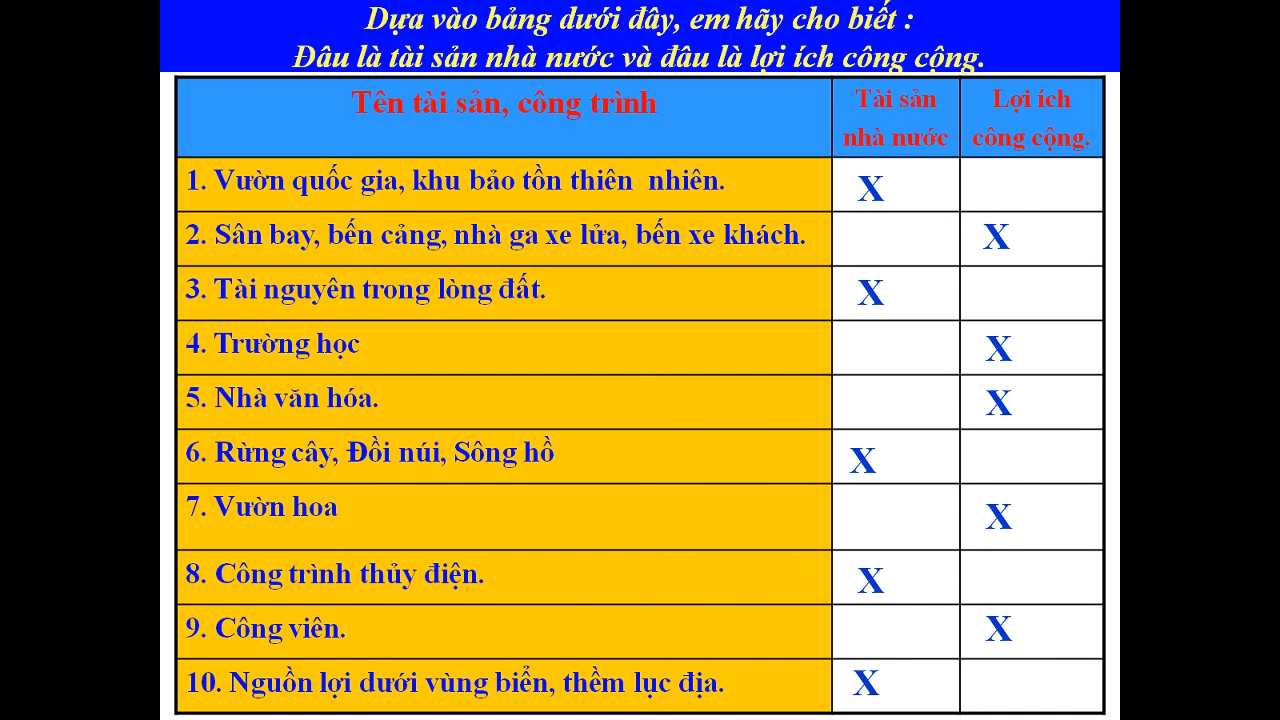 Dựa vào bảng dưới đây, em hãy cho biết :
Đâu là tài sản nhà nước và đâu là lợi ích công cộng.
Tên tài sản, công trình
Tài sản
nhà nước
Lợi ích
công cộng.
1. Vườn quốc gia, khu bảo tồn thiên nhiên.
X
2. Sân bay, bến cảng, nhà ga xe lửa, bến xe khách.
X
3. Tài nguyên trong lòng đất.
X
4. Trường học
X
5. Nhà văn hóa.
X
6. Rừng cây, Đồi núi, Sông hồ
X
7. Vườn hoa
X
8. Công trình thủy điện.
X
9. Công viên.
X
10. Nguồn lợi dưới vùng biển, thềm lục địa.
X